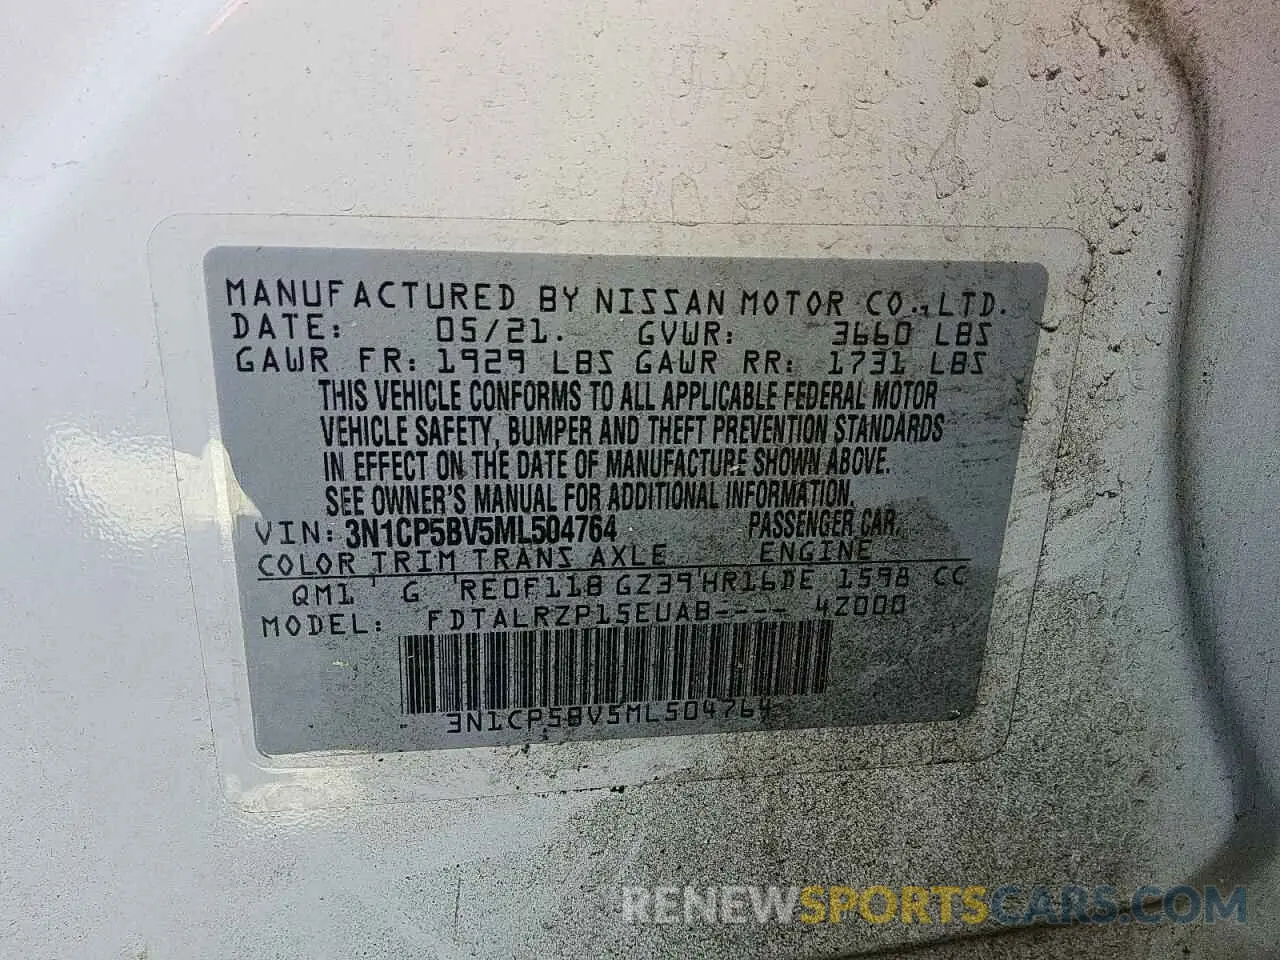 MANUFACTURED BY NISSAN MOTOR CO., LTD.
DATE: 05/21. GVWR: 3660 LBS
GAWR FR: 1929 LBS GAWR RR: 1731 LBS
THIS VEHICLE CONFORMS TO ALL APPLICABLE FEDERAL MOTOR
VEHICLE SAFETY, BUMPER AND THEFT PREVENTION STANDARDS
IN EFFECT ON THE DATE OF MANUFACTURE SHOWN ABOVE.
SEE OWNER'S MANUAL FOR ADDITIONAL INFORMATION.
VIN: 3N1CP5BV5ML504764 PASSENGER CAR.
COLOR TRIM TRANS AXLE ENGINE
QM1 G RE0F11B GZ39 HR16DE 1598 CC
MODEL: FDTALRZP15EUAB---- 4Z000
3N1CP5BV5ML504764
RENEWSPORTSCARS.COM